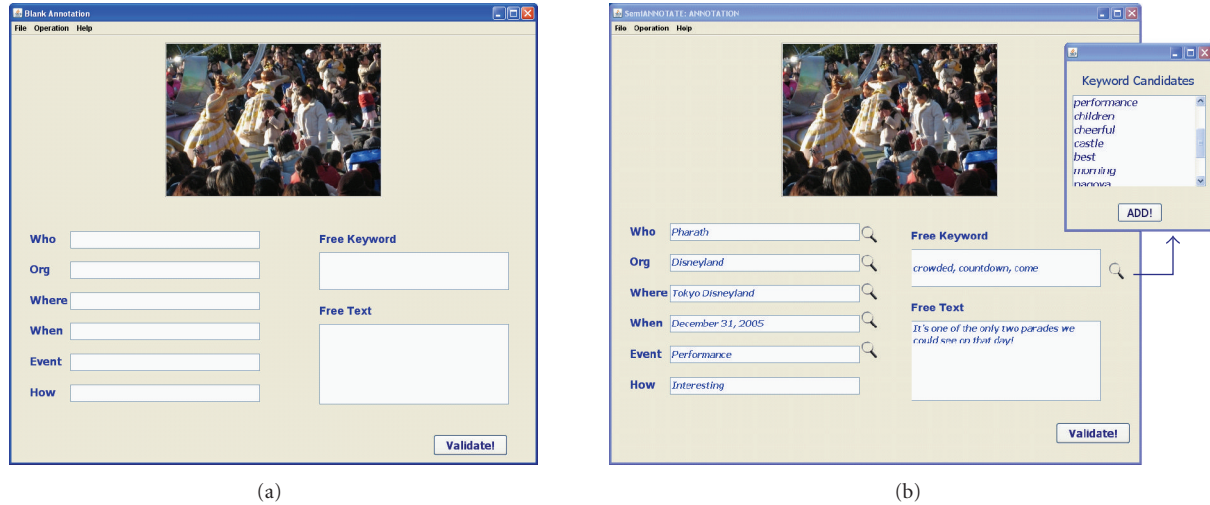 Blank Annotation
File Operation Help
Who
Org
Where
When
Event
How
Free Keyword
Free Text
Validate!
(a)
SemiANNOTATE: ANNOTATION
File Operation Help
Who Pharath
Org Disneyland
Where Tokyo Disneyland
When December 31, 2005
Event Performance
How Interesting
Free Keyword
crowded, countdown, come
Free Text
It's one of the only two parades we
could see on that day!
Validate!
Keyword Candidates
performance
children
cheerful
castle
best
morning
nagoya
ADD!
(b)